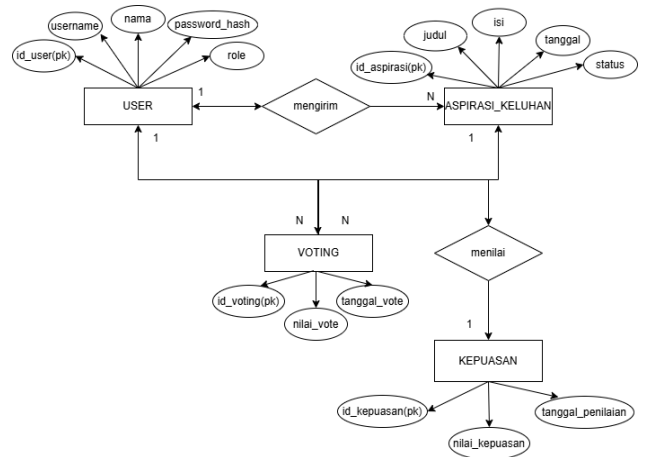 isi
nama
password_hash
username
judul
tanggal
id_user(pk)
role
id_aspirasi(pk)
status
USER
1
mengirim
N
ASPIRASI_KELUHAN
1
1
N
N
VOTING
menilai
id_voting(pk)
tanggal_vote
nilai_vote
1
KEPUASAN
id_kepuasan(pk)
tanggal_penilaian
nilai_kepuasan